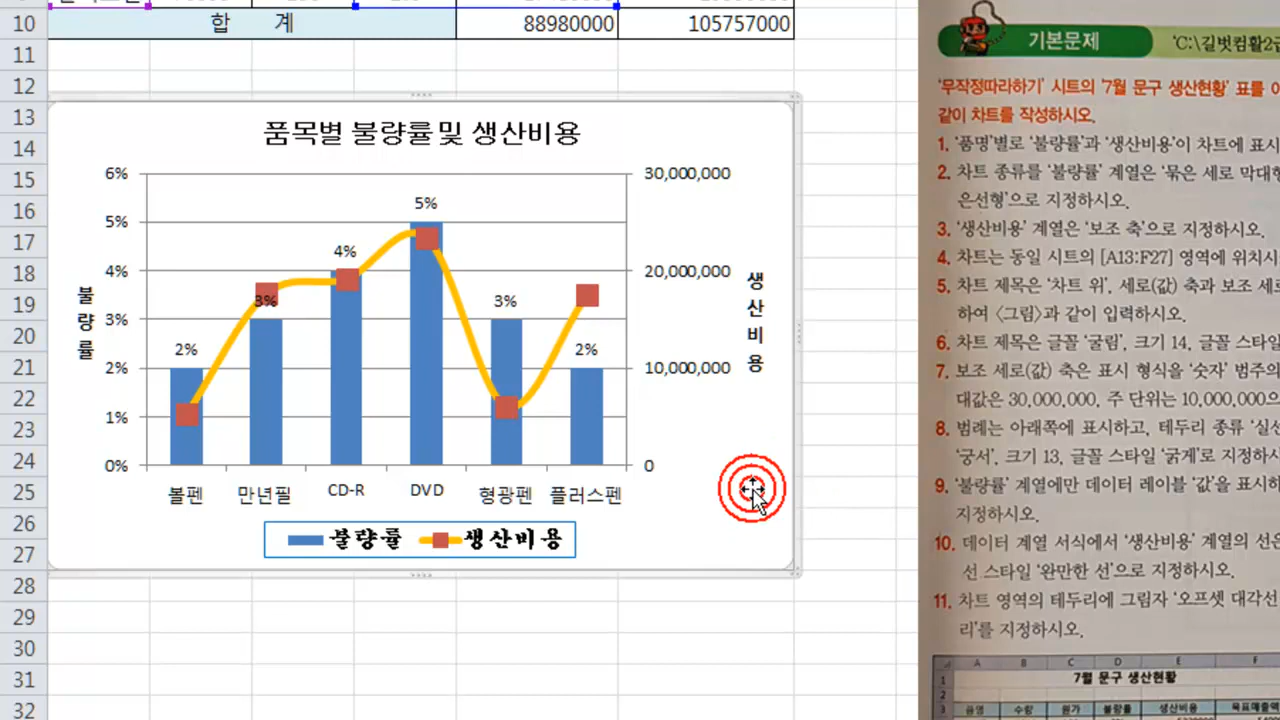 10 합 계 88980000 105757000
11
12
13
14
15
16
17
18
19
20
21
22
23
24
25
26
27
28
29
30
31
32
품목별 불량률 및 생산비용
6%
5%
4%
3%
2%
1%
0%
불량률
30,000,000
20,000,000
10,000,000
0
생산비용
2%
3%
4%
5%
3%
2%
볼펜 만년필 CD-R DVD 형광펜 플러스펜
불량률 생산비용
기본문제 'C:\길벗컴활2급
'무작정따라하기' 시트의 '7월 문구 생산현황' 표를 이
같이 차트를 작성하시오.
1. '품명'별로 '불량률'과 '생산비용'이 차트에 표시
2. 차트 종류를 '불량률' 계열은 '묶은 세로 막대형
은선형'으로 지정하시오.
3. '생산비용' 계열은 '보조 축'으로 지정하시오.
4. 차트는 동일 시트의 [A13:F27] 영역에 위치시
5. 차트 제목은 '차트 위', 세로(값) 축과 보조 세로
하여 〈그림〉과 같이 입력하시오.
6. 차트 제목은 글꼴 '굴림', 크기 14, 글꼴 스타일
7. 보조 세로(값) 축은 표시 형식을 '숫자' 범주의
대값은 30,000,000, 주 단위는 10,000,000으
8. 범례는 아래쪽에 표시하고, 테두리 종류 '실선
'궁서', 크기 13, 글꼴 스타일 '굵게'로 지정하시
9. '불량률' 계열에만 데이터 레이블 '값'을 표시하
지정하시오.
10. 데이터 계열 서식에서 '생산비용' 계열의 선은
선 스타일 '완만한 선'으로 지정하시오.
11. 차트 영역의 테두리에 그림자 '오프셋 대각선
리'를 지정하시오.
A B C D E F
1 7월 문구 생산현황
2
3 품명 수량 원가 불량률 생산비용 목표매출액